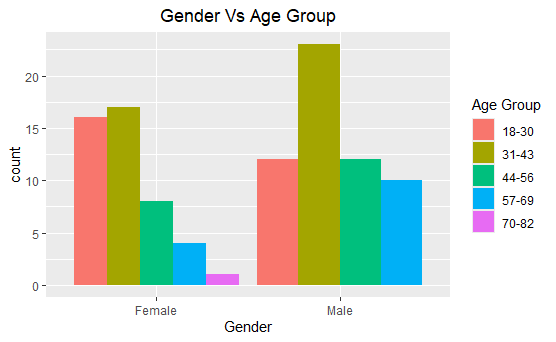 Gender Vs Age Group
count
20
15
10
5
0
Female Male
Gender
Age Group
18-30
31-43
44-56
57-69
70-82